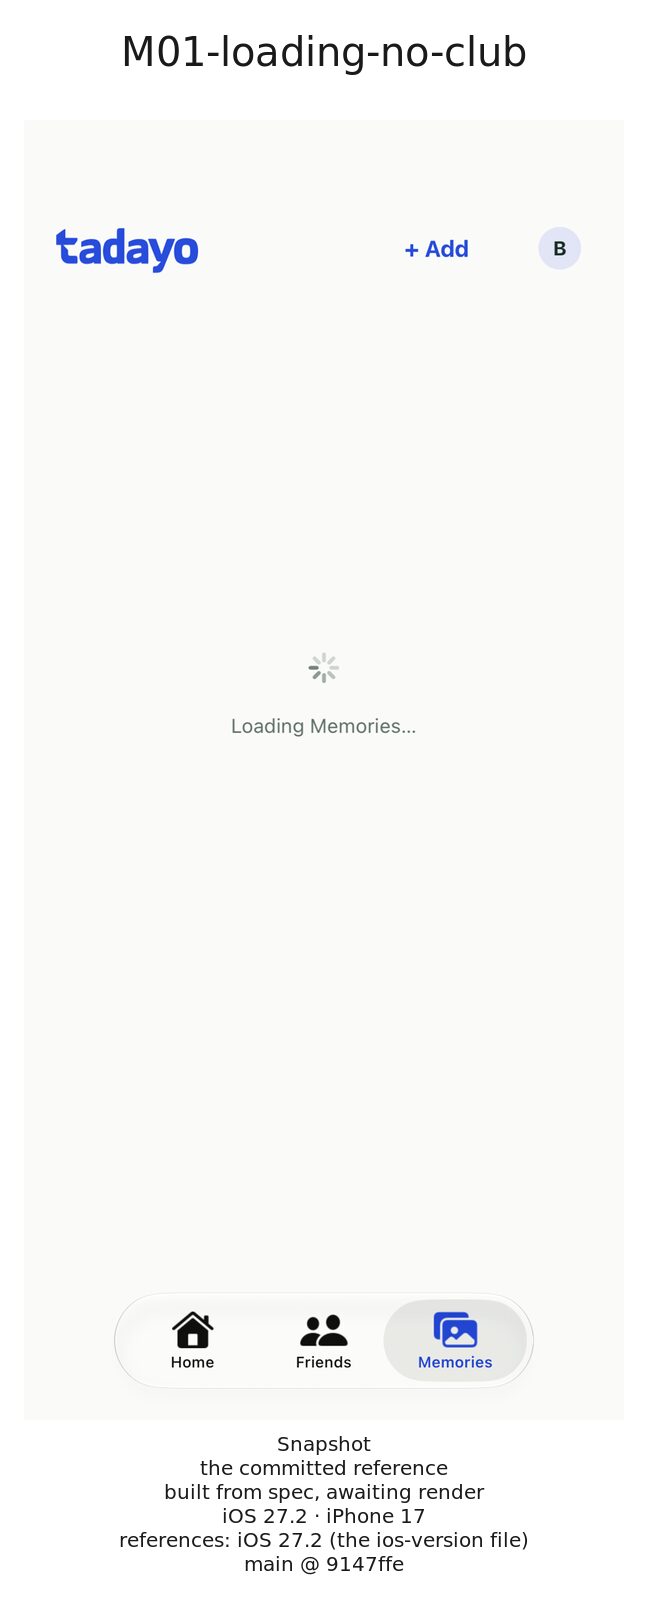 M01-loading-no-club
tadayo
+ Add
B
Loading Memories...
Home
Friends
Memories
Snapshot
the committed reference
built from spec, awaiting render
iOS 27.2 · iPhone 17
references: iOS 27.2 (the ios-version file)
main @ 9147ffe